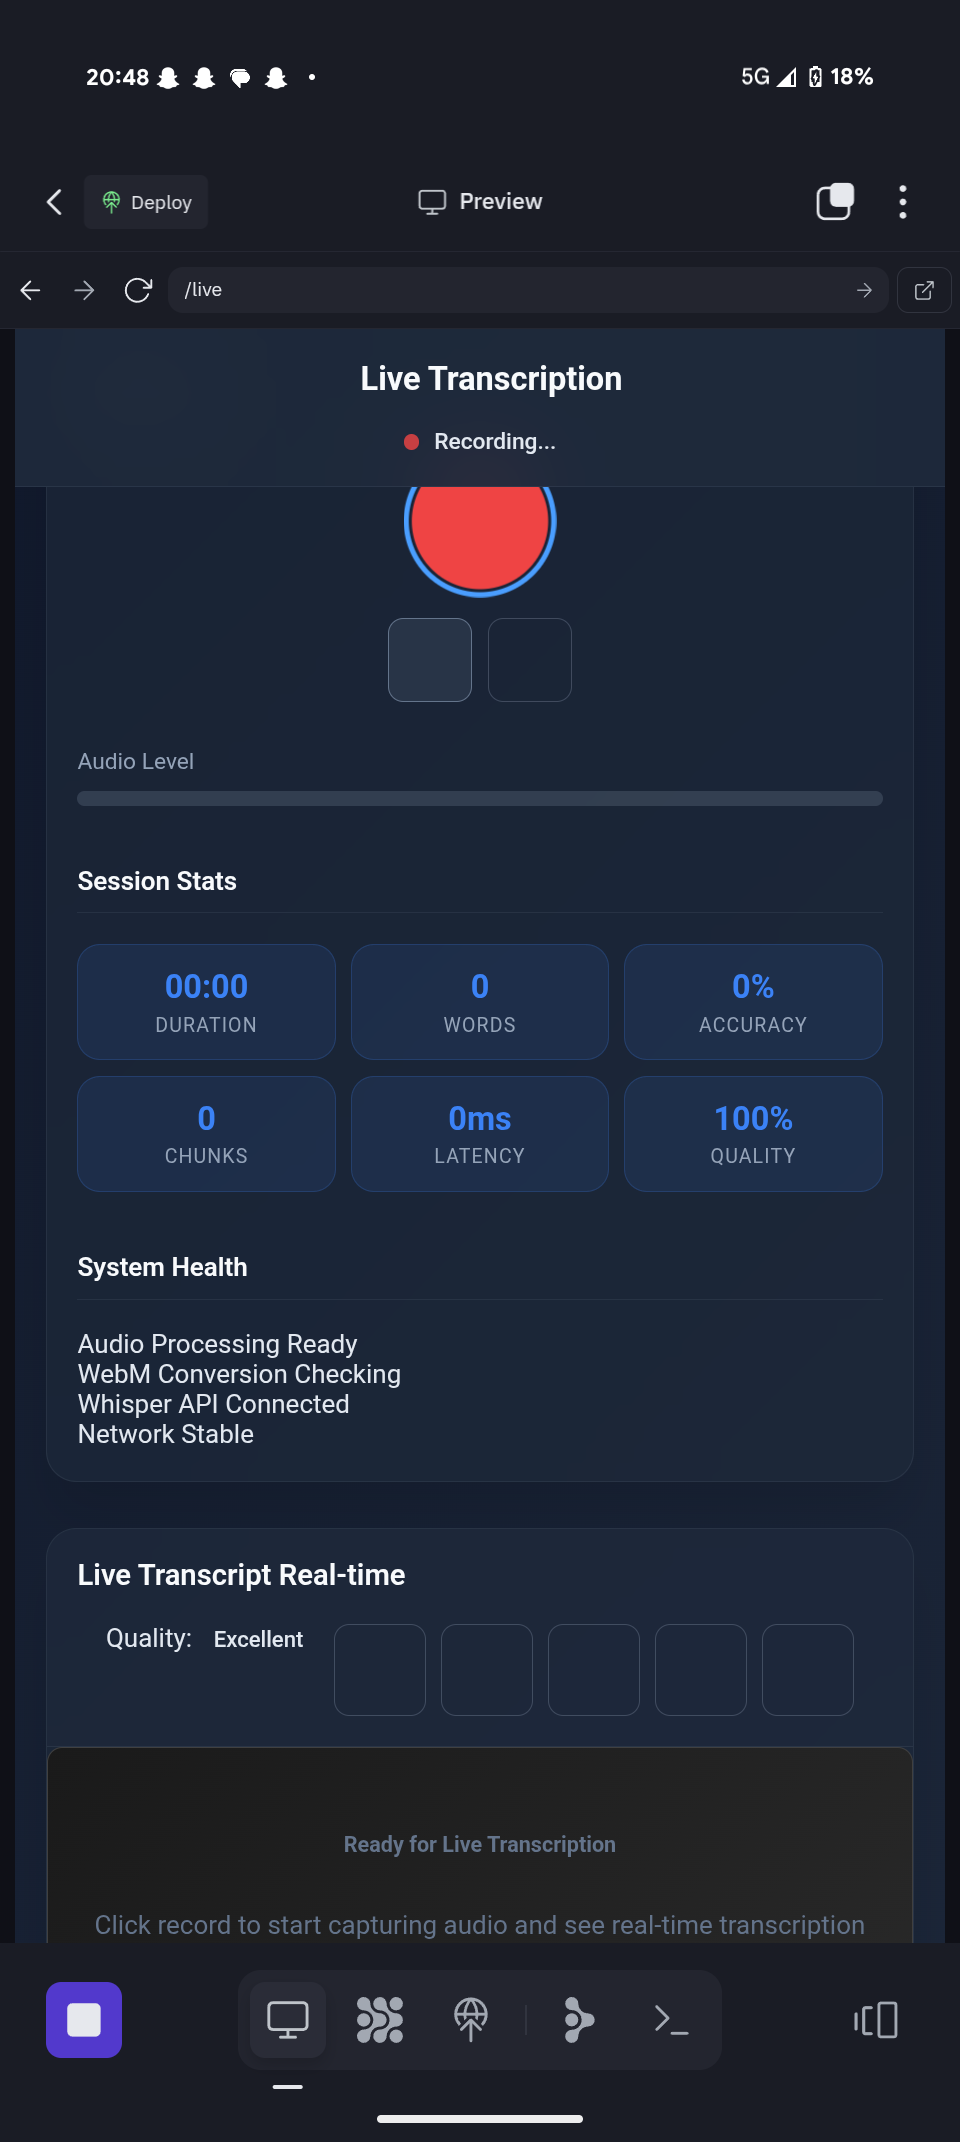 20:48
5G 18%
Deploy
Preview
/live
Live Transcription
Recording...
Audio Level
Session Stats
00:00
DURATION
0
WORDS
0%
ACCURACY
0
CHUNKS
0ms
LATENCY
100%
QUALITY
System Health
Audio Processing Ready
WebM Conversion Checking
Whisper API Connected
Network Stable
Live Transcript Real-time
Quality: Excellent
Ready for Live Transcription
Click record to start capturing audio and see real-time transcription